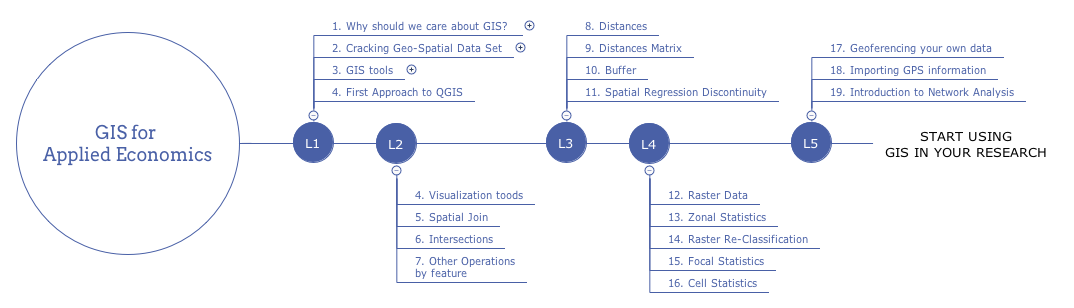 GIS for
Applied Economics
L1
1. Why should we care about GIS?
2. Cracking Geo-Spatial Data Set
3. GIS tools
4. First Approach to QGIS
L2
4. Visualization toods
5. Spatial Join
6. Intersections
7. Other Operations
by feature
L3
8. Distances
9. Distances Matrix
10. Buffer
11. Spatial Regression Discontinuity
L4
12. Raster Data
13. Zonal Statistics
14. Raster Re-Classification
15. Focal Statistics
16. Cell Statistics
L5
17. Geoferencing your own data
18. Importing GPS information
19. Introduction to Network Analysis
START USING
GIS IN YOUR RESEARCH